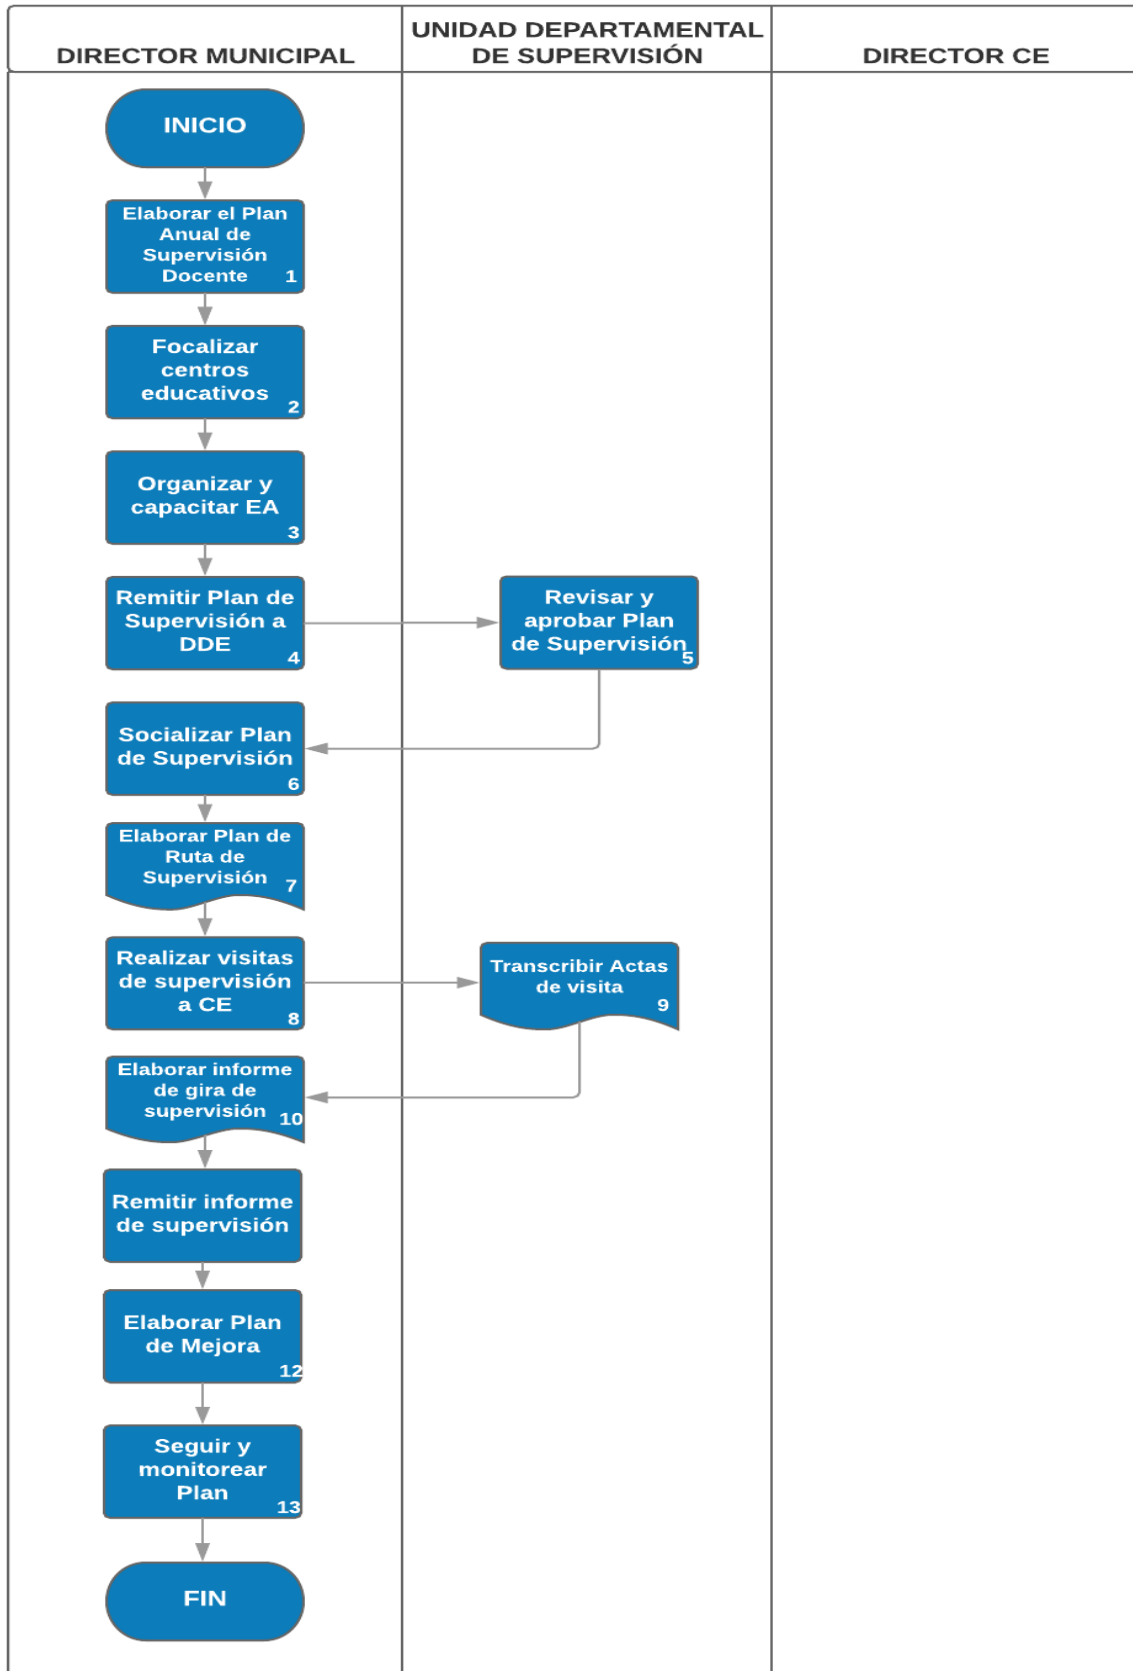 DIRECTOR MUNICIPAL
UNIDAD DEPARTAMENTAL
DE SUPERVISIÓN
DIRECTOR CE
INICIO
Elaborar el Plan
Anual de
Supervisión
Docente
1
Focalizar
centros
educativos
2
Organizar y
capacitar EA
3
Remitir Plan de
Supervisión a
DDE
4
Revisar y
aprobar Plan
de Supervisión
5
Socializar Plan
de Supervisión
6
Elaborar Plan de
Ruta de
Supervisión
7
Realizar visitas
de supervisión
a CE
8
Transcribir Actas
de visita
9
Elaborar informe
de gira de
supervisión
10
Remitir informe
de supervisión
Elaborar Plan
de Mejora
12
Seguir y
monitorear
Plan
13
FIN